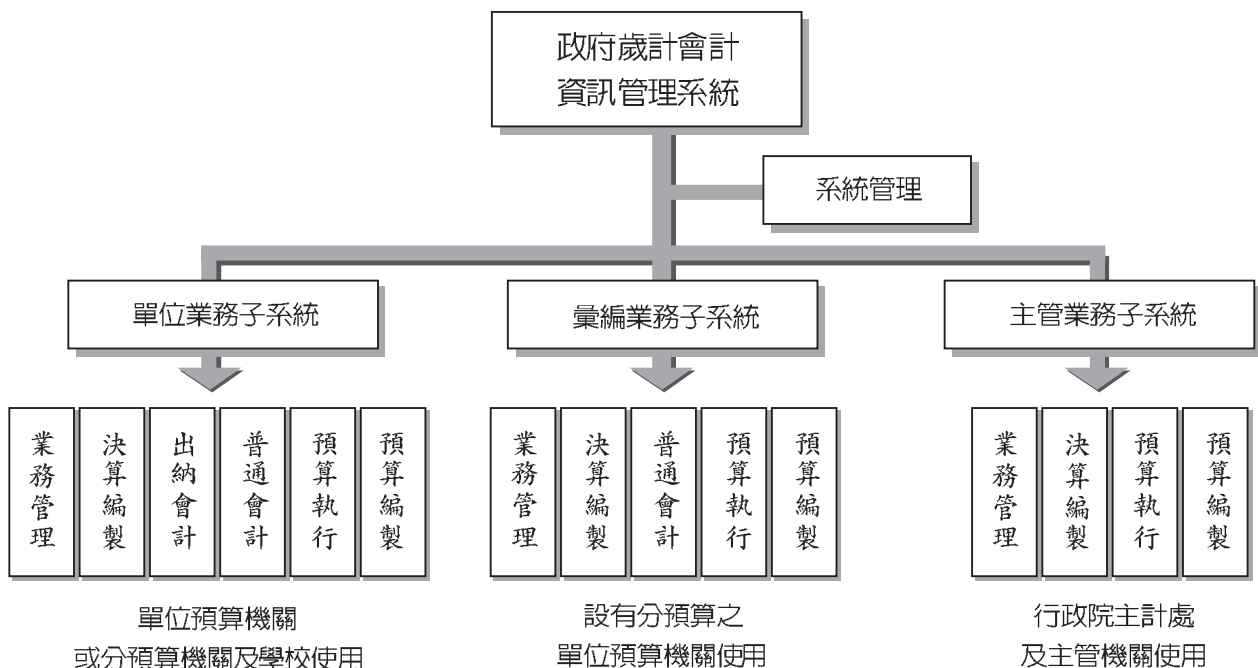 政府歲計會計
資訊管理系統
系統管理
單位業務子系統
彙編業務子系統
主管業務子系統
業務管理
決算編製
出納會計
普通會計
預算執行
預算編製
業務管理
決算編製
普通會計
預算執行
預算編製
業務管理
決算編製
預算執行
預算編製
單位預算機關
或分預算機關及學校使用
設有分預算之
單位預算機關使用
行政院主計處
及主管機關使用